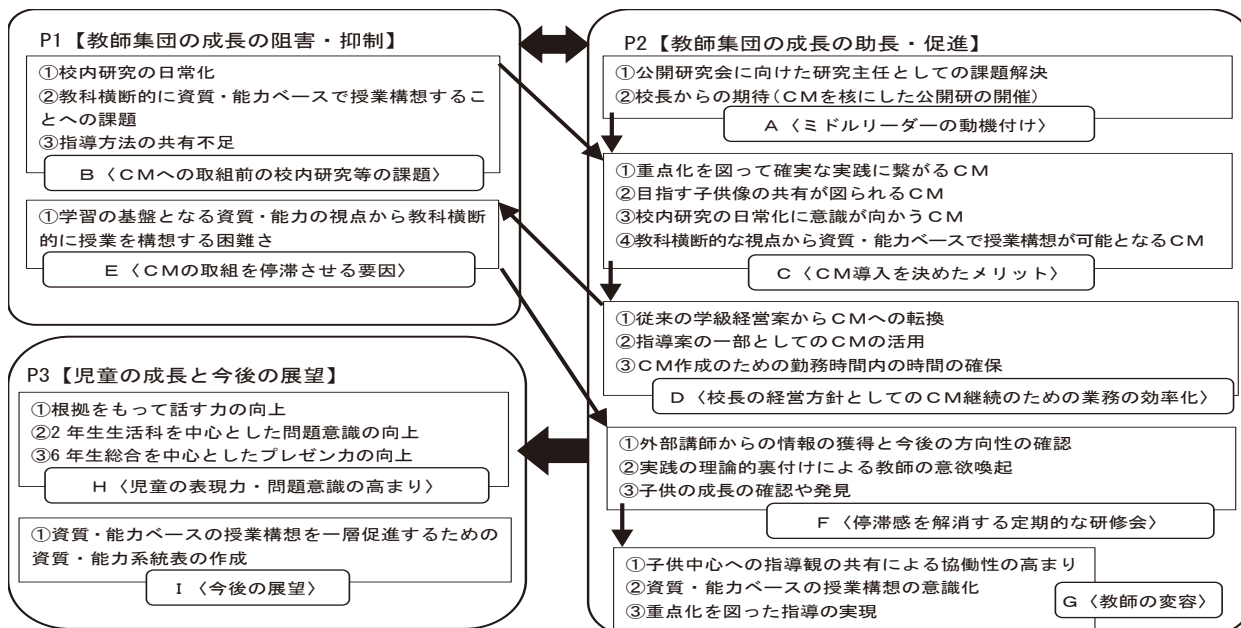 P1【教師集団の成長の阻害・抑制】
①校内研究の日常化
②教科横断的に資質・能力ベースで授業構想するこ
とへの課題
③指導方法の共有不足
B〈CMへの取組前の校内研究等の課題〉
①学習の基盤となる資質・能力の視点から教科横断
的に授業を構想する困難さ
E〈CMの取組を停滞させる要因〉
P2【教師集団の成長の助長・促進】
①公開研究会に向けた研究主任としての課題解決
②校長からの期待(CMを核にした公開研の開催)
A〈ミドルリーダーの動機付け〉
①重点化を図って確実な実践に繋がるCM
②目指す子供像の共有が図られるCM
③校内研究の日常化に意識が向かうCM
④教科横断的な視点から資質・能力ベースで授業構想が可能となるCM
C〈CM導入を決めたメリット〉
①従来の学級経営案からCMへの転換
②指導案の一部としてのCMの活用
③CM作成のための勤務時間内の時間の確保
D〈校長の経営方針としてのCM継続のための業務の効率化〉
①外部講師からの情報の獲得と今後の方向性の確認
②実践の理論的裏付けによる教師の意欲喚起
③子供の成長の確認や発見
F〈停滞感を解消する定期的な研修会〉
①子供中心への指導観の共有による協働性の高まり
②資質・能力ベースの授業構想の意識化
③重点化を図った指導の実現
G〈教師の変容〉
P3【児童の成長と今後の展望】
①根拠をもって話す力の向上
②2年生生活科を中心とした問題意識の向上
③6年生総合を中心としたプレゼン力の向上
H〈児童の表現力・問題意識の高まり〉
①資質・能力ベースの授業構想を一層促進するための
資質・能力系統表の作成
I〈今後の展望〉